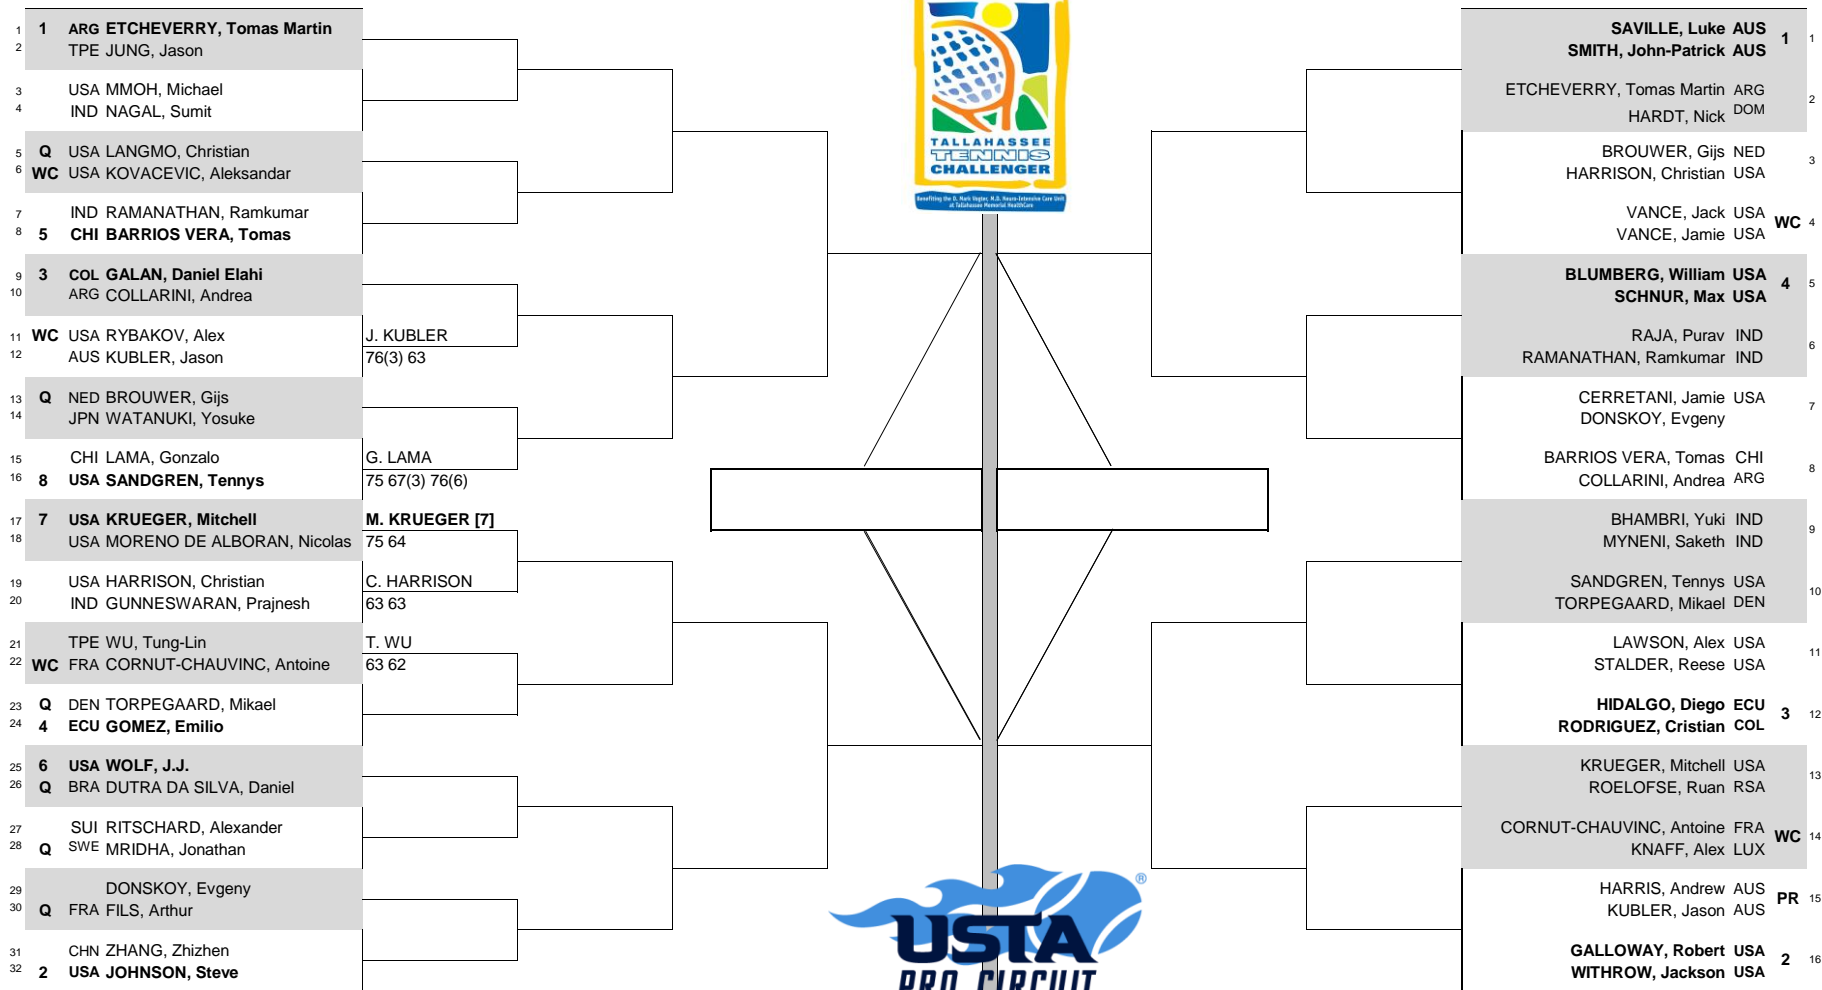 1 1 ARG ETCHEVERRY, Tomas Martin
2 TPE JUNG, Jason
3 USA MMOH, Michael
4 IND NAGAL, Sumit
5 Q USA LANGMO, Christian
6 WC USA KOVACEVIC, Aleksandar
7 IND RAMANATHAN, Ramkumar
8 5 CHI BARRIOS VERA, Tomas
9 3 COL GALAN, Daniel Elahi
10 ARG COLLARINI, Andrea
11 WC USA RYBAKOV, Alex
12 AUS KUBLER, Jason
13 Q NED BROUWER, Gijs
14 JPN WATANUKI, Yosuke
15 CHI LAMA, Gonzalo
16 8 USA SANDGREN, Tennys
17 7 USA KRUEGER, Mitchell
18 USA MORENO DE ALBORAN, Nicolas
19 USA HARRISON, Christian
20 IND GUNNESWARAN, Prajnesh
21 TPE WU, Tung-Lin
22 WC FRA CORNUT-CHAUVINC, Antoine
23 Q DEN TORPEGAARD, Mikael
24 4 ECU GOMEZ, Emilio
25 6 USA WOLF, J.J.
26 Q BRA DUTRA DA SILVA, Daniel
27 SUI RITSCHARD, Alexander
28 Q SWE MRIDHA, Jonathan
29 DONSKOY, Evgeny
30 Q FRA FILS, Arthur
31 CHN ZHANG, Zhizhen
32 2 USA JOHNSON, Steve
J. KUBLER
76(3) 63
G. LAMA
75 67(3) 76(6)
M. KRUEGER [7]
75 64
C. HARRISON
63 63
T. WU
63 62
TALLAHASSEE
TENNIS
CHALLENGER
Benefiting the D. Mark Vogter, M.D. Neuro-Intensive Care Unit
at Tallahassee Memorial HealthCare
USTA
®
PRO CIRCUIT
SAVILLE, Luke AUS
SMITH, John-Patrick AUS
1 1
ETCHEVERRY, Tomas Martin ARG
HARDT, Nick DOM
2
BROUWER, Gijs NED
HARRISON, Christian USA
3
VANCE, Jack USA
VANCE, Jamie USA
WC 4
BLUMBERG, William USA
SCHNUR, Max USA
4 5
RAJA, Purav IND
RAMANATHAN, Ramkumar IND
6
CERRETANI, Jamie USA
DONSKOY, Evgeny
7
BARRIOS VERA, Tomas CHI
COLLARINI, Andrea ARG
8
BHAMBRI, Yuki IND
MYNENI, Saketh IND
9
SANDGREN, Tennys USA
TORPEGAARD, Mikael DEN
10
LAWSON, Alex USA
STALDER, Reese USA
11
HIDALGO, Diego ECU
RODRIGUEZ, Cristian COL
3 12
KRUEGER, Mitchell USA
ROELOFSE, Ruan RSA
13
CORNUT-CHAUVINC, Antoine FRA
KNAFF, Alex LUX
WC 14
HARRIS, Andrew AUS
KUBLER, Jason AUS
PR 15
GALLOWAY, Robert USA
WITHROW, Jackson USA
2 16